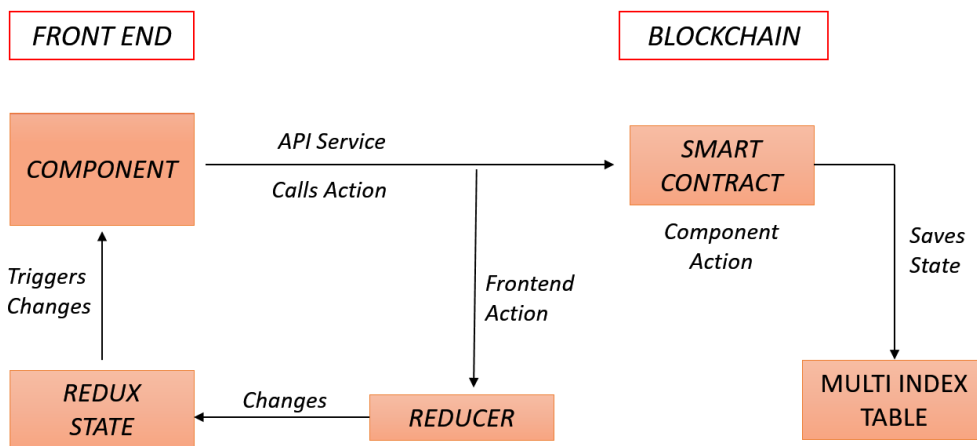 FRONT END
BLOCKCHAIN
COMPONENT
API Service
Calls Action
SMART
CONTRACT
Component
Action
Saves
State
Triggers
Changes
Frontend
Action
REDUX
STATE
Changes
REDUCER
MULTI INDEX
TABLE